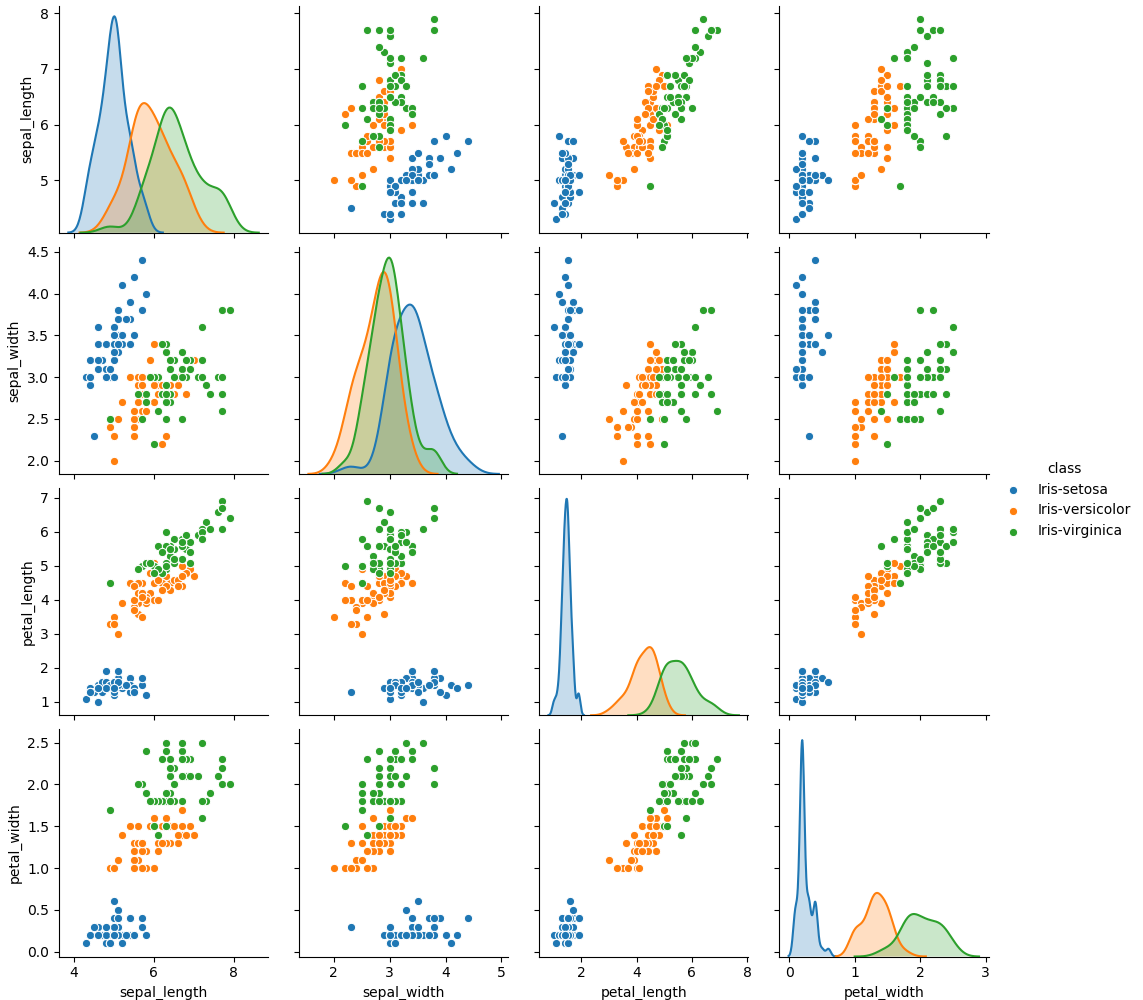 8
7
6
5
sepal_length
4.5
4.0
3.5
3.0
2.5
2.0
sepal_width
class
Iris-setosa
Iris-versicolor
Iris-virginica
7
6
5
4
3
2
1
petal_length
2.5
2.0
1.5
1.0
0.5
0.0
petal_width
4 6 8 2 3 4 5 2 4 6 8 0 1 2 3
sepal_length sepal_width petal_length petal_width